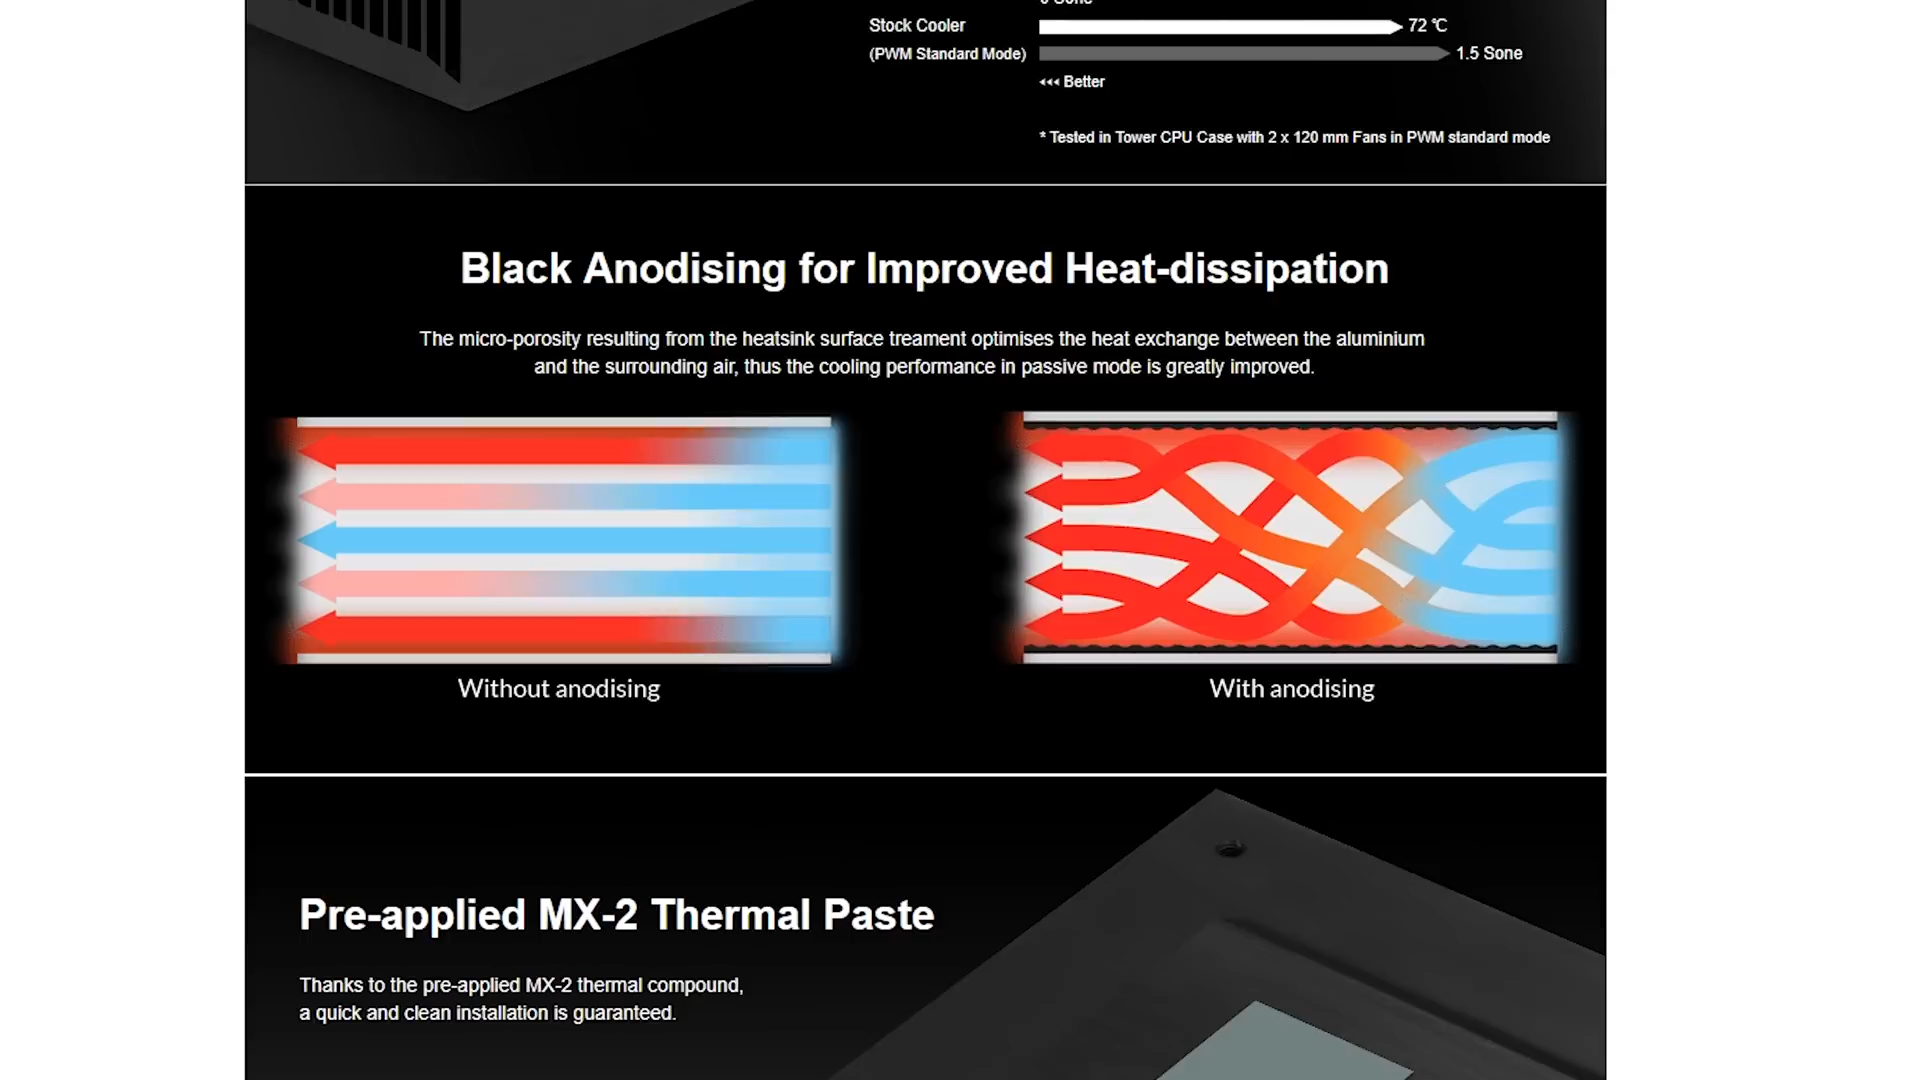 Stock Cooler
72 °C
(PWM Standard Mode)
1.5 Sone
Better
* Tested in Tower CPU Case with 2 x 120 mm Fans in PWM standard mode
Black Anodising for Improved Heat-dissipation
The micro-porosity resulting from the heatsink surface treament optimises the heat exchange between the aluminium
and the surrounding air, thus the cooling performance in passive mode is greatly improved.
Without anodising
With anodising
Pre-applied MX-2 Thermal Paste
Thanks to the pre-applied MX-2 thermal compound,
a quick and clean installation is guaranteed.